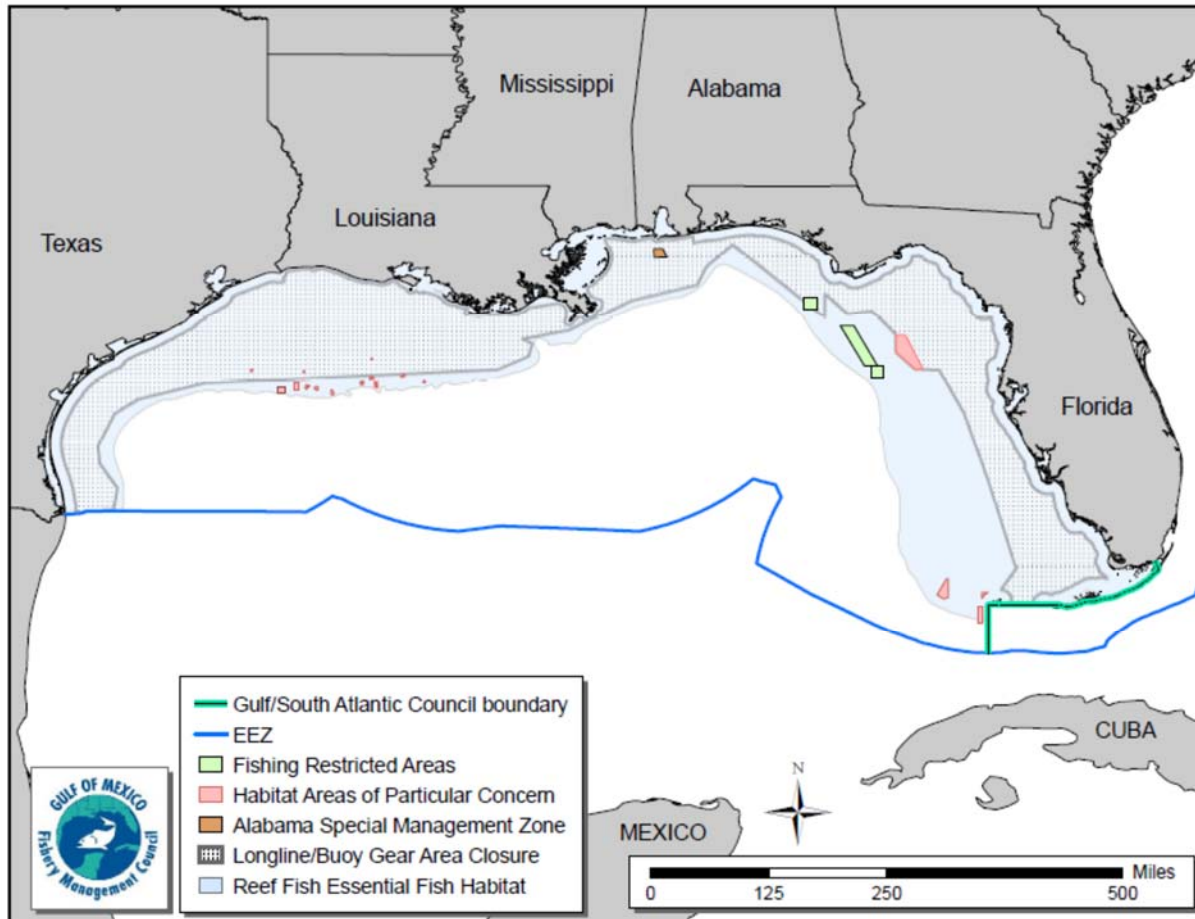 Mississippi
Alabama
Louisiana
Texas
Florida
Gulf/South Atlantic Council boundary
EEZ
Fishing Restricted Areas
Habitat Areas of Particular Concern
Alabama Special Management Zone
Longline/Buoy Gear Area Closure
Reef Fish Essential Fish Habitat
GULF OF MEXICO
Fishery Management Council
N
CUBA
MEXICO
Miles
0 125 250 500